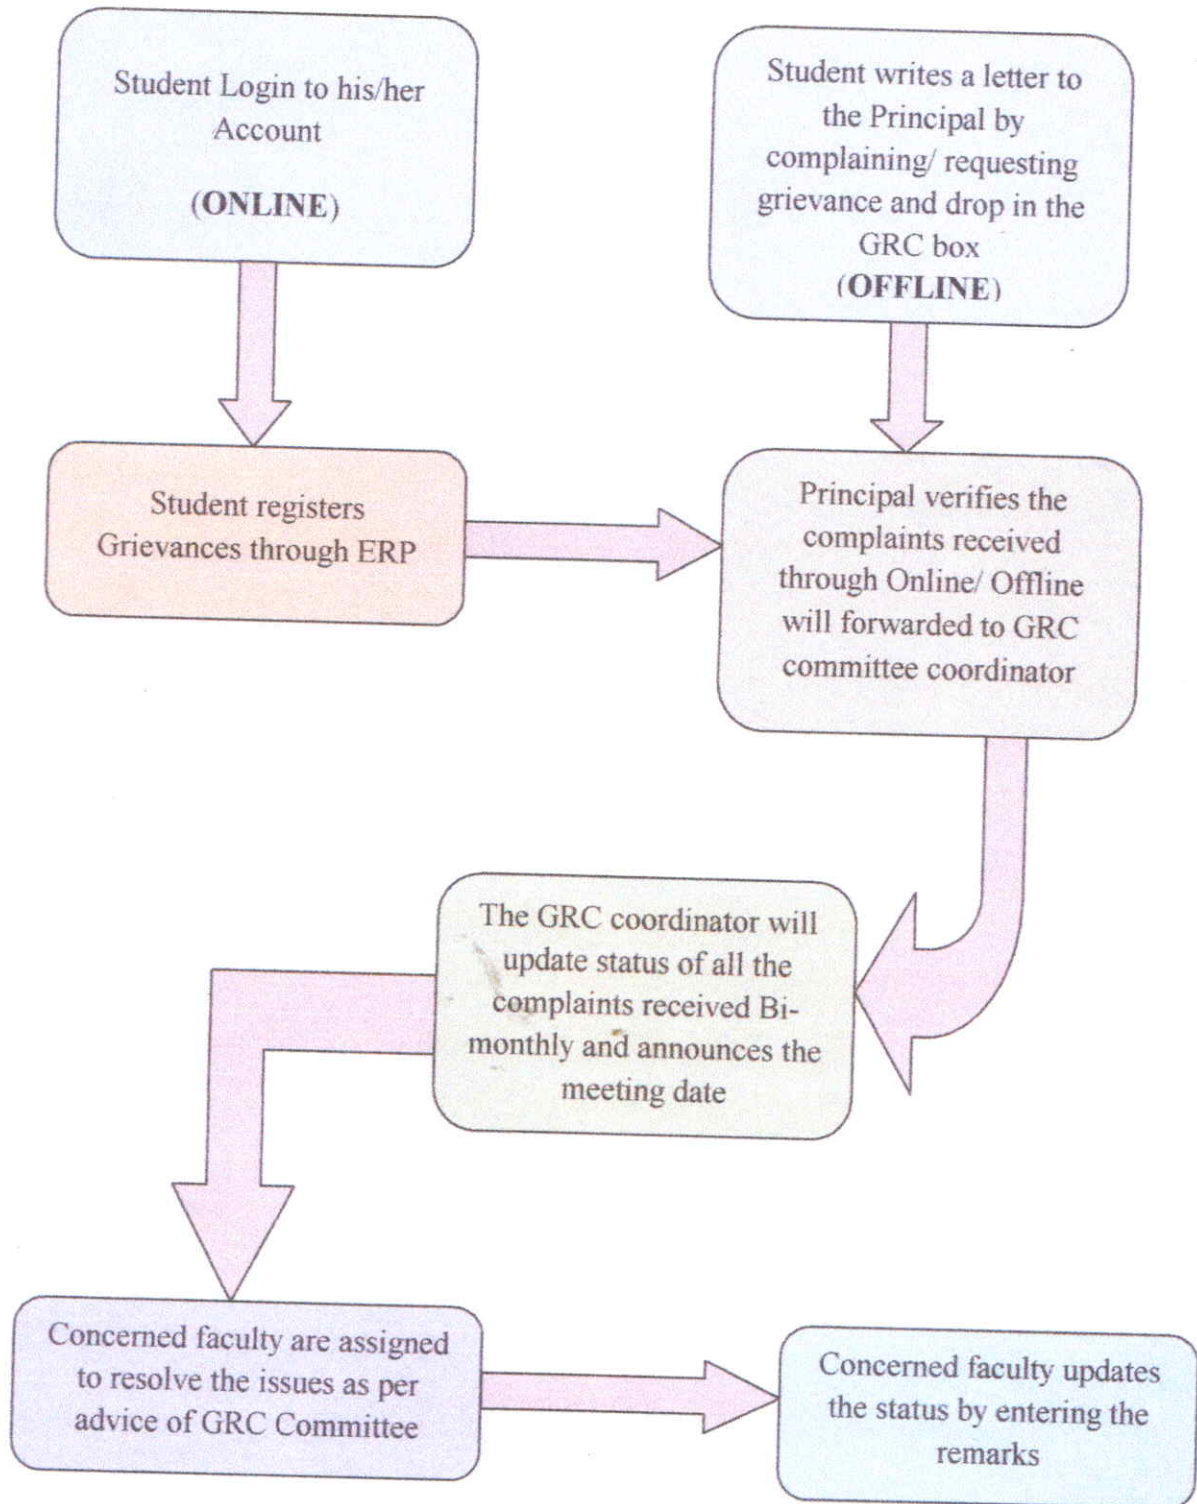 Student Login to his/her
Account
(ONLINE)
Student writes a letter to
the Principal by
complaining/ requesting
grievance and drop in the
GRC box
(OFFLINE)
Student registers
Grievances through ERP
Principal verifies the
complaints received
through Online/ Offline
will forwarded to GRC
committee coordinator
The GRC coordinator will
update status of all the
complaints received Bi-
monthly and announces the
meeting date
Concerned faculty are assigned
to resolve the issues as per
advice of GRC Committee
Concerned faculty updates
the status by entering the
remarks